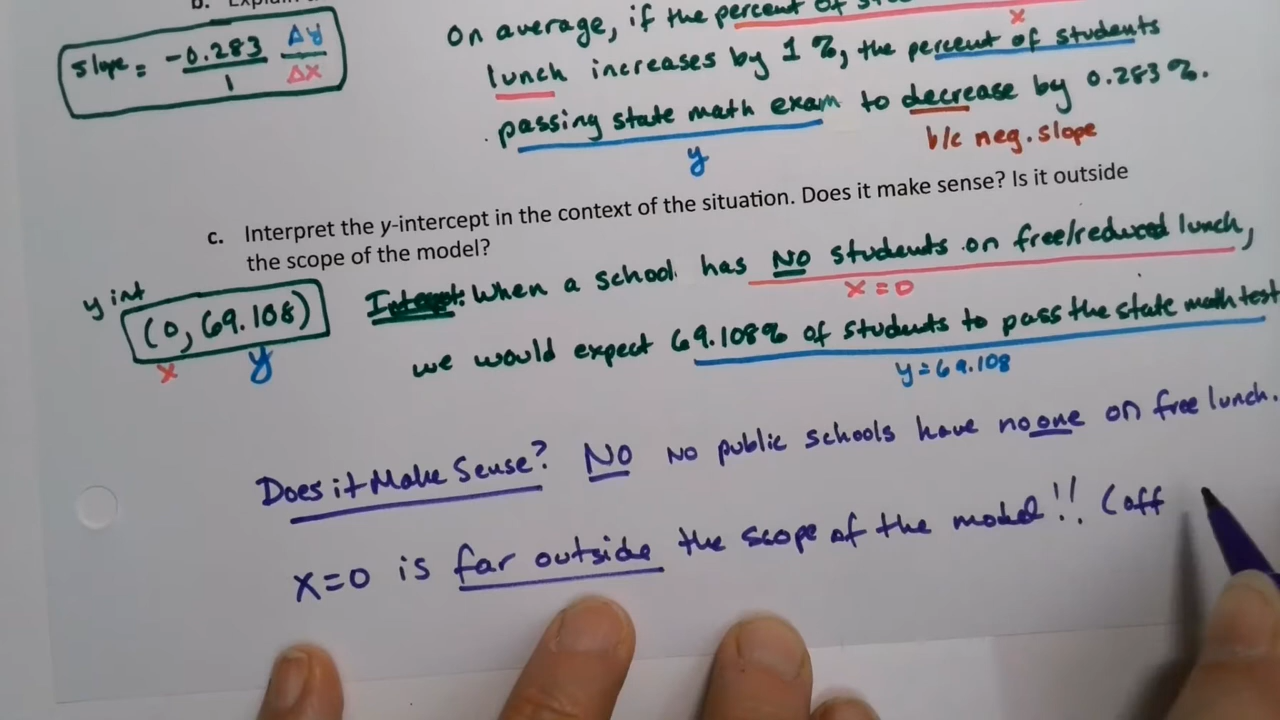 b. Explain
On average, if the percent of
x
lunch increases by 1%, the percent of students
slope = -0.283/1 Δy/Δx
passing state math exam to decrease by 0.283%.
y
b/c neg. slope
c. Interpret the y-intercept in the context of the situation. Does it make sense? Is it outside
the scope of the model?
y int
(0, 69.108)
x y
Interpret: When a school has NO students on free/reduced lunch,
x=0
we would expect 69.108% of students to pass the state math test
y=69.108
Does it Make Sense? NO No public schools have no one on free lunch.
x=0 is far outside the scope of the model!! (off